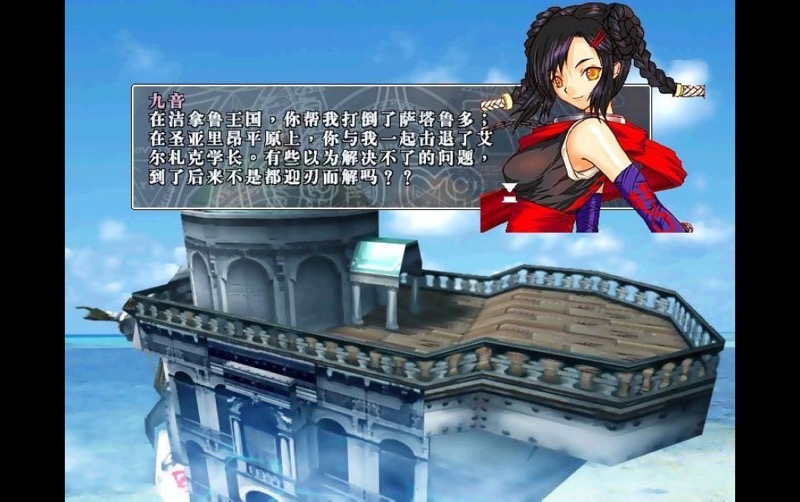 九音
在洁拿鲁王国，你帮我打倒了萨塔鲁多；
在圣亚里昂平原上，你与我一起击退了艾
尔札克学长。有些以为解决不了的问题，
到了后来不是都迎刃而解吗？？